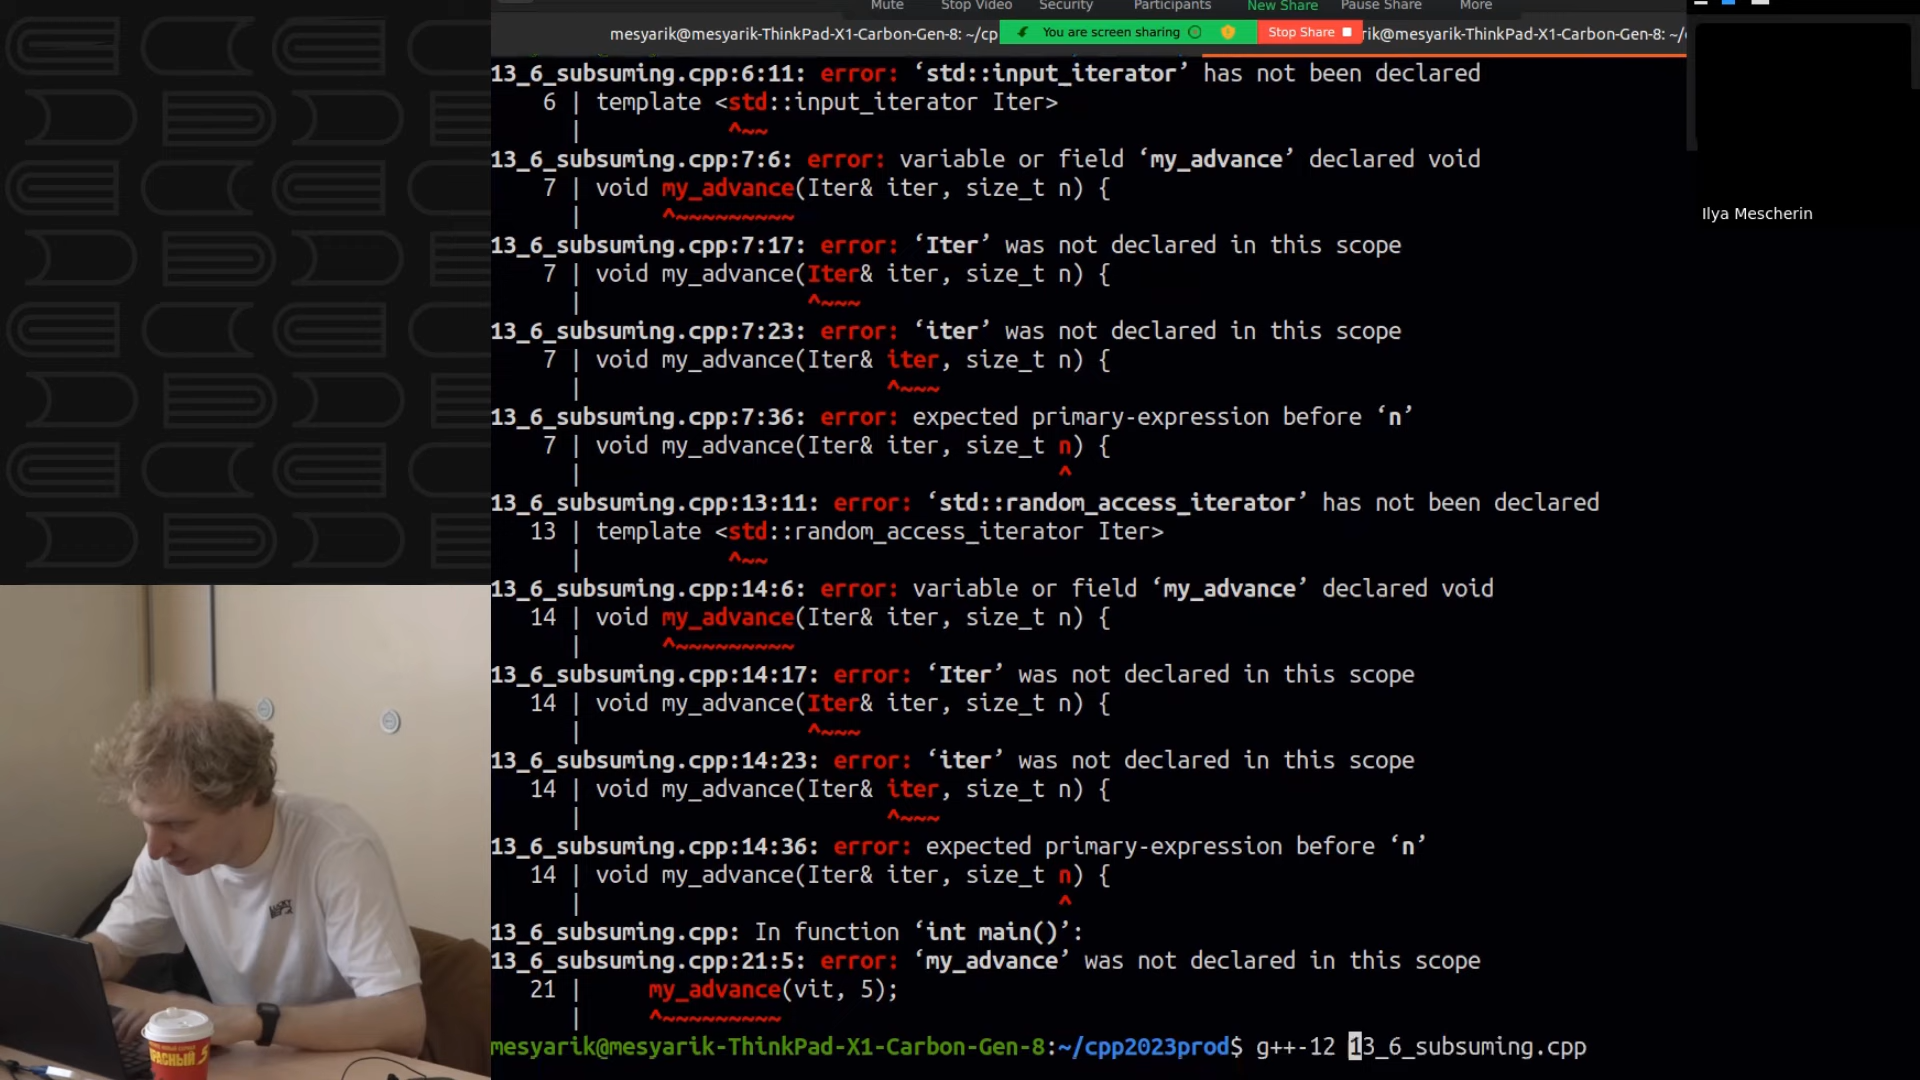 Mute Stop Video Security Participants New Share Pause Share More
mesyarik@mesyarik-ThinkPad-X1-Carbon-Gen-8: ~/cp
You are screen sharing
Stop Share
rik@mesyarik-ThinkPad-X1-Carbon-Gen-8: ~/
13_6_subsuming.cpp:6:11: error: ‘std::input_iterator’ has not been declared
6 | template <std::input_iterator Iter>
| ^~~
13_6_subsuming.cpp:7:6: error: variable or field ‘my_advance’ declared void
7 | void my_advance(Iter& iter, size_t n) {
| ^~~~~~~~~~
13_6_subsuming.cpp:7:17: error: ‘Iter’ was not declared in this scope
7 | void my_advance(Iter& iter, size_t n) {
| ^~~~
13_6_subsuming.cpp:7:23: error: ‘iter’ was not declared in this scope
7 | void my_advance(Iter& iter, size_t n) {
| ^~~~
13_6_subsuming.cpp:7:36: error: expected primary-expression before ‘n’
7 | void my_advance(Iter& iter, size_t n) {
| ^
13_6_subsuming.cpp:13:11: error: ‘std::random_access_iterator’ has not been declared
13 | template <std::random_access_iterator Iter>
| ^~~
13_6_subsuming.cpp:14:6: error: variable or field ‘my_advance’ declared void
14 | void my_advance(Iter& iter, size_t n) {
| ^~~~~~~~~~
13_6_subsuming.cpp:14:17: error: ‘Iter’ was not declared in this scope
14 | void my_advance(Iter& iter, size_t n) {
| ^~~~
13_6_subsuming.cpp:14:23: error: ‘iter’ was not declared in this scope
14 | void my_advance(Iter& iter, size_t n) {
| ^~~~
13_6_subsuming.cpp:14:36: error: expected primary-expression before ‘n’
14 | void my_advance(Iter& iter, size_t n) {
| ^
13_6_subsuming.cpp: In function ‘int main()’:
13_6_subsuming.cpp:21:5: error: ‘my_advance’ was not declared in this scope
21 | my_advance(vit, 5);
| ^~~~~~~~~~
mesyarik@mesyarik-ThinkPad-X1-Carbon-Gen-8:~/cpp2023prod$ g++-12 13_6_subsuming.cpp
Ilya Mescherin